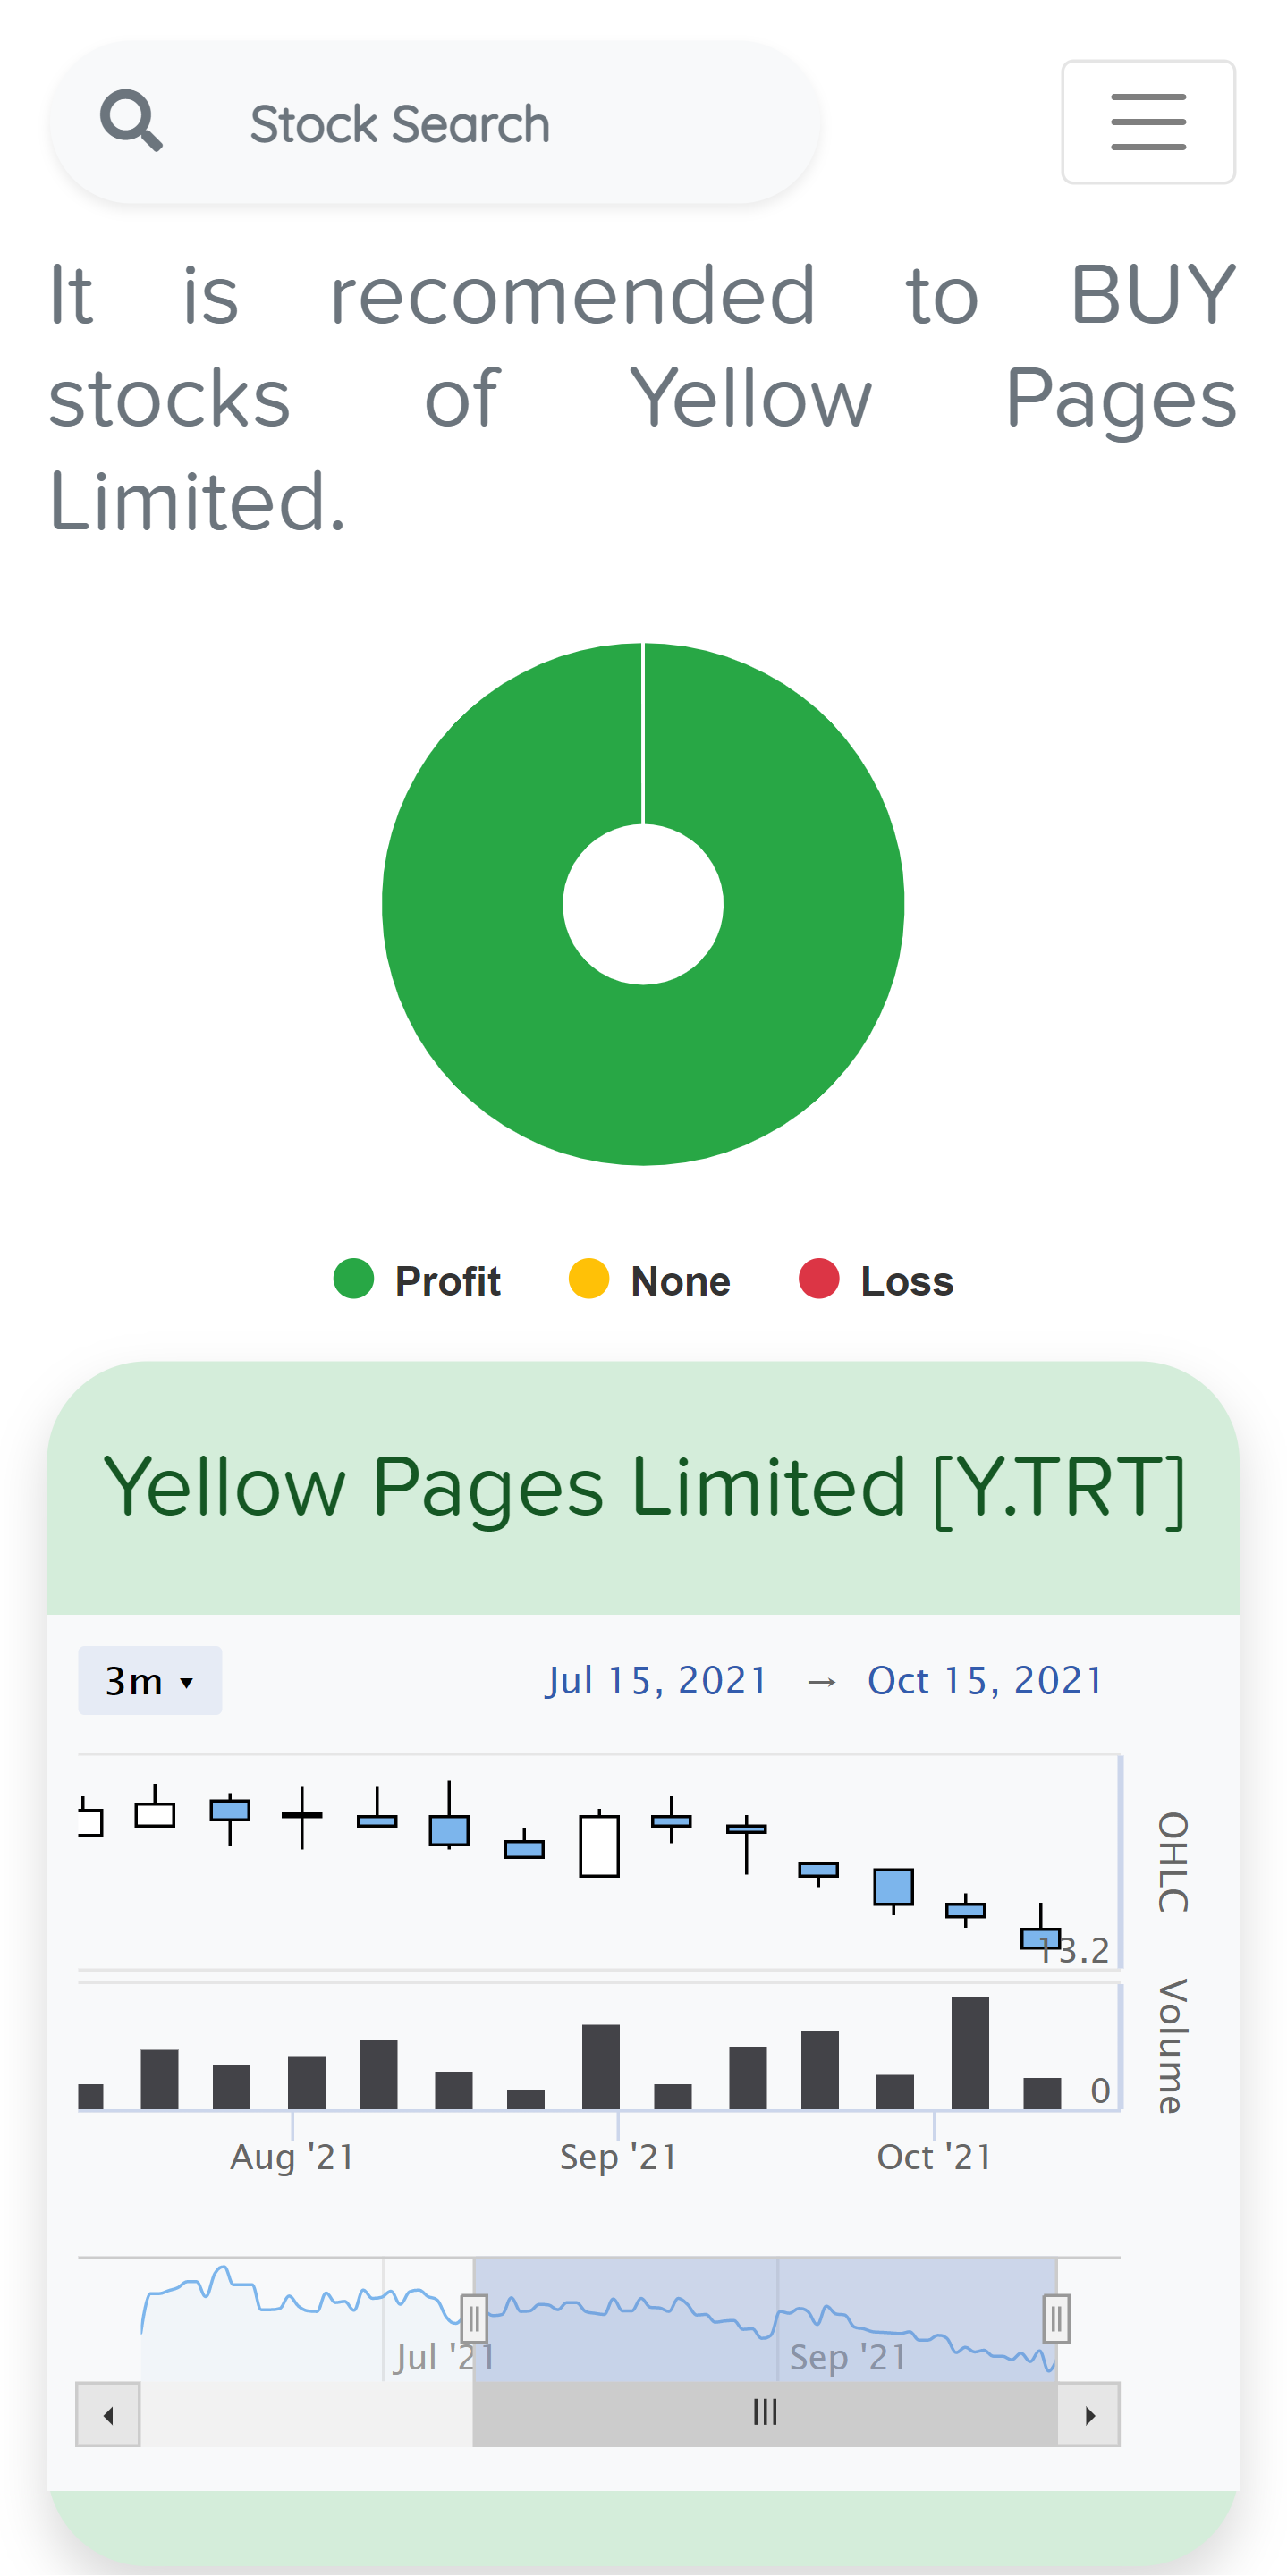 Stock Search
It is recomended to BUY
stocks of Yellow Pages
Limited.
Profit None Loss
Yellow Pages Limited [Y.TRT]
3m ▾ Jul 15, 2021 → Oct 15, 2021
OHLC
13.2
Volume
0
Aug '21 Sep '21 Oct '21
Jul '21 Sep '21